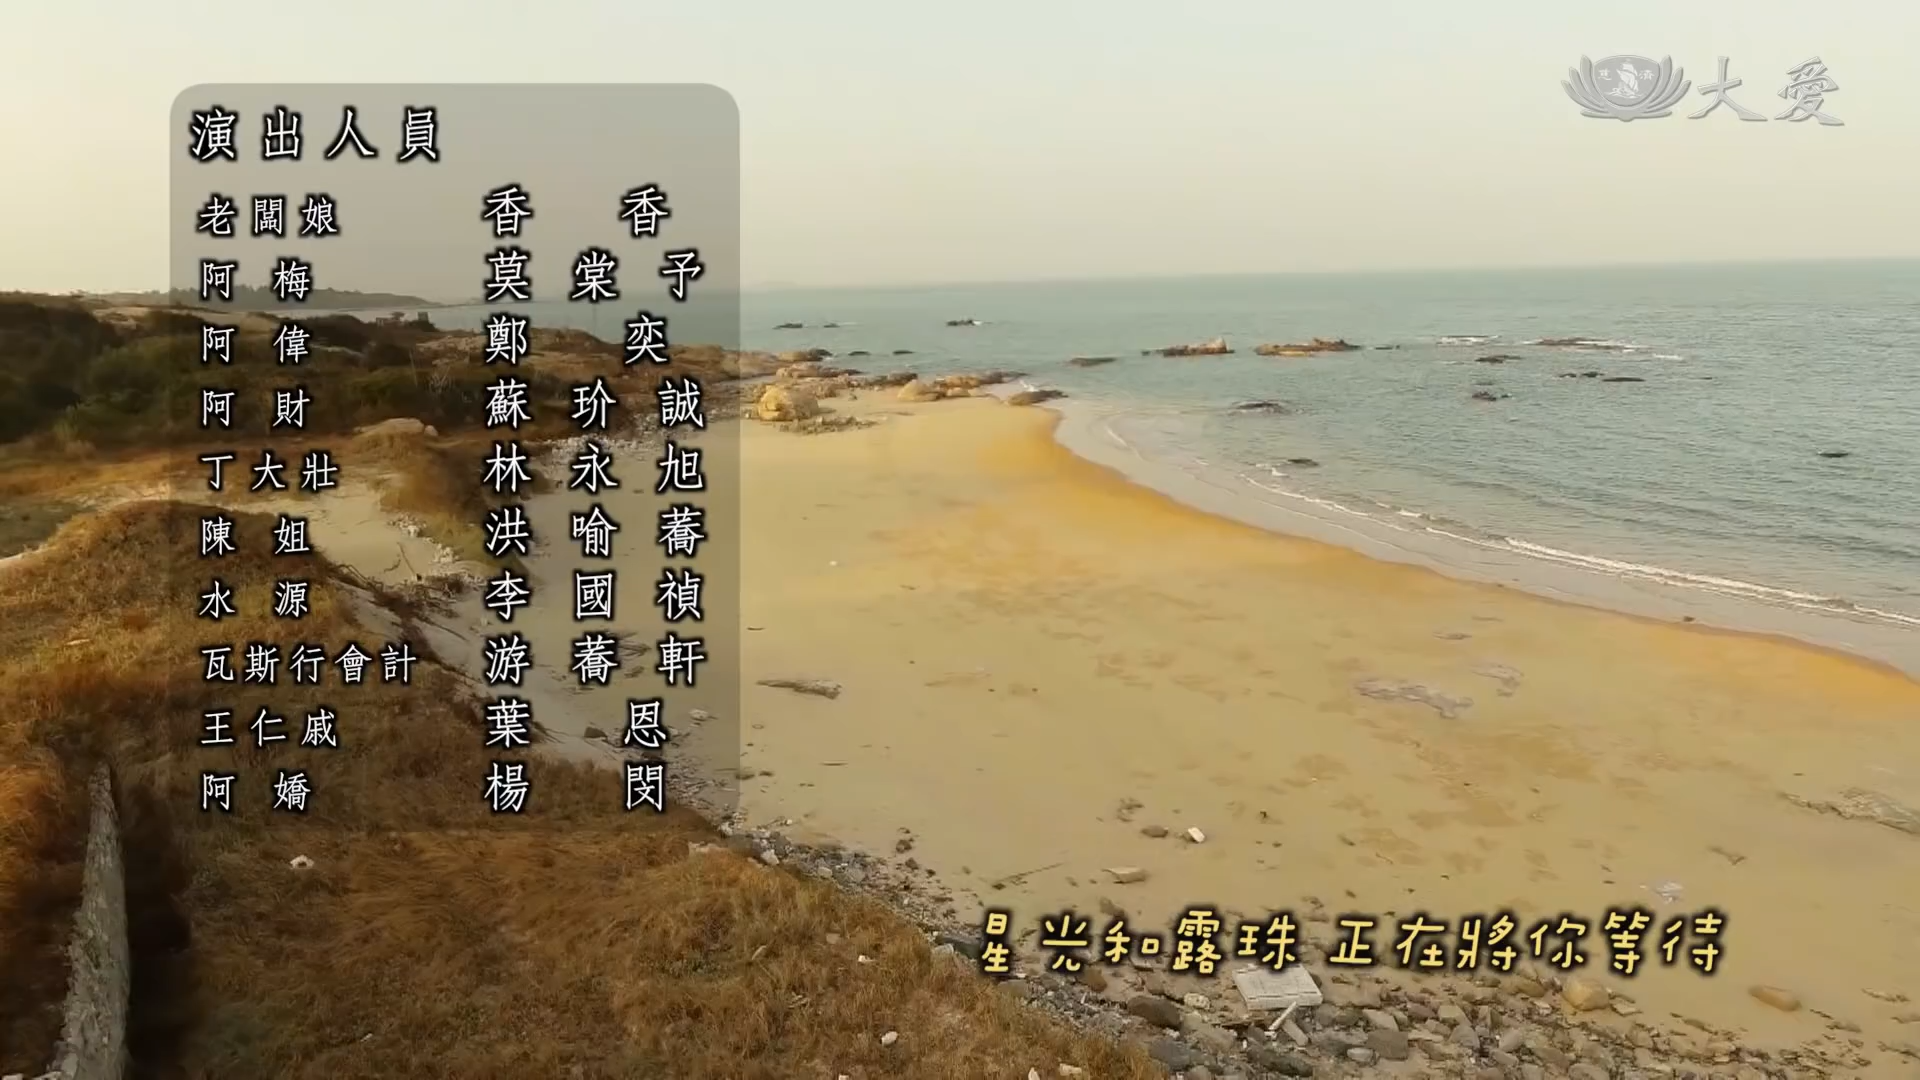 慈濟 大愛
演出人員
老闆娘 香香
阿梅 莫棠予
阿偉 鄭奕
阿財 蘇玠誠
丁大壯 林永旭
陳姐 洪喻蕎
水源 李國禎
瓦斯行會計 游蕎軒
王仁戚 葉恩
阿嬌 楊閔
星光和露珠 正在將你等待